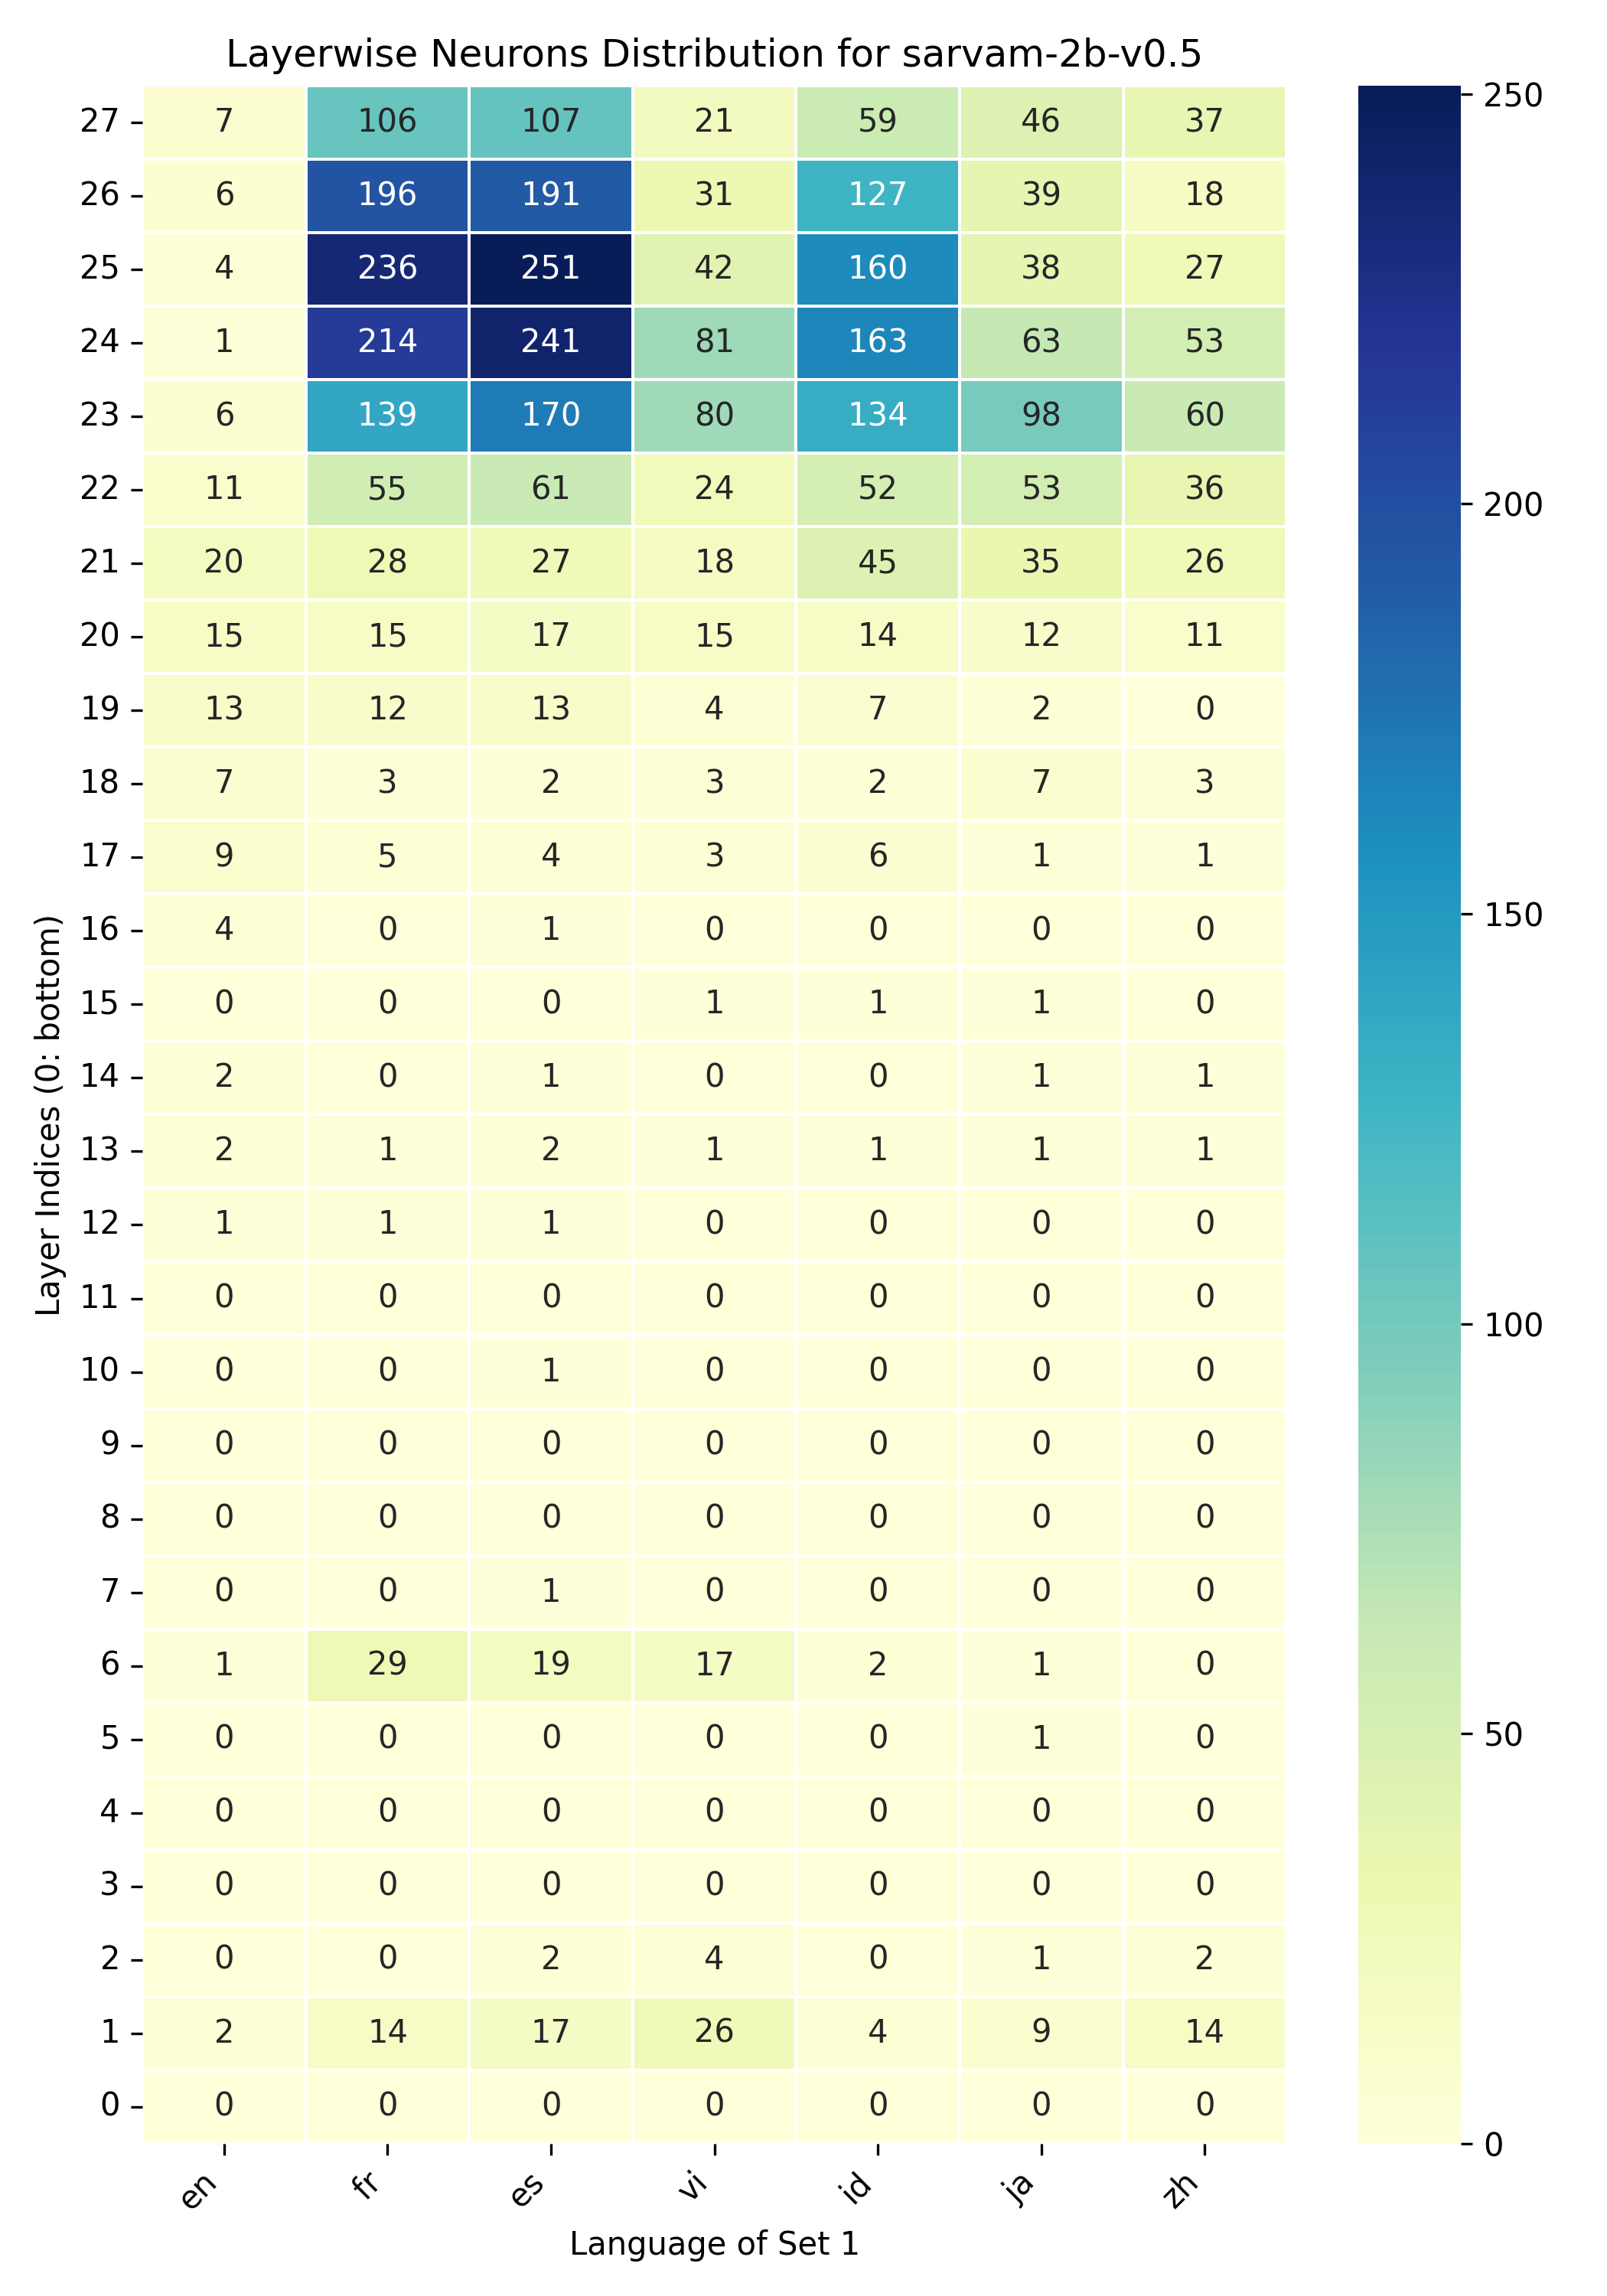 Layerwise Neurons Distribution for sarvam-2b-v0.5
27 7 106 107 21 59 46 37
26 6 196 191 31 127 39 18
25 4 236 251 42 160 38 27
24 1 214 241 81 163 63 53
23 6 139 170 80 134 98 60
22 11 55 61 24 52 53 36
21 20 28 27 18 45 35 26
20 15 15 17 15 14 12 11
19 13 12 13 4 7 2 0
18 7 3 2 3 2 7 3
17 9 5 4 3 6 1 1
16 4 0 1 0 0 0 0
15 0 0 0 1 1 1 0
14 2 0 1 0 0 1 1
13 2 1 2 1 1 1 1
12 1 1 1 0 0 0 0
11 0 0 0 0 0 0 0
10 0 0 1 0 0 0 0
9 0 0 0 0 0 0 0
8 0 0 0 0 0 0 0
7 0 0 1 0 0 0 0
6 1 29 19 17 2 1 0
5 0 0 0 0 0 1 0
4 0 0 0 0 0 0 0
3 0 0 0 0 0 0 0
2 0 0 2 4 0 1 2
1 2 14 17 26 4 9 14
0 0 0 0 0 0 0 0
en fr es vi id ja zh
Language of Set 1
Layer Indices (0: bottom)
250
200
150
100
50
0